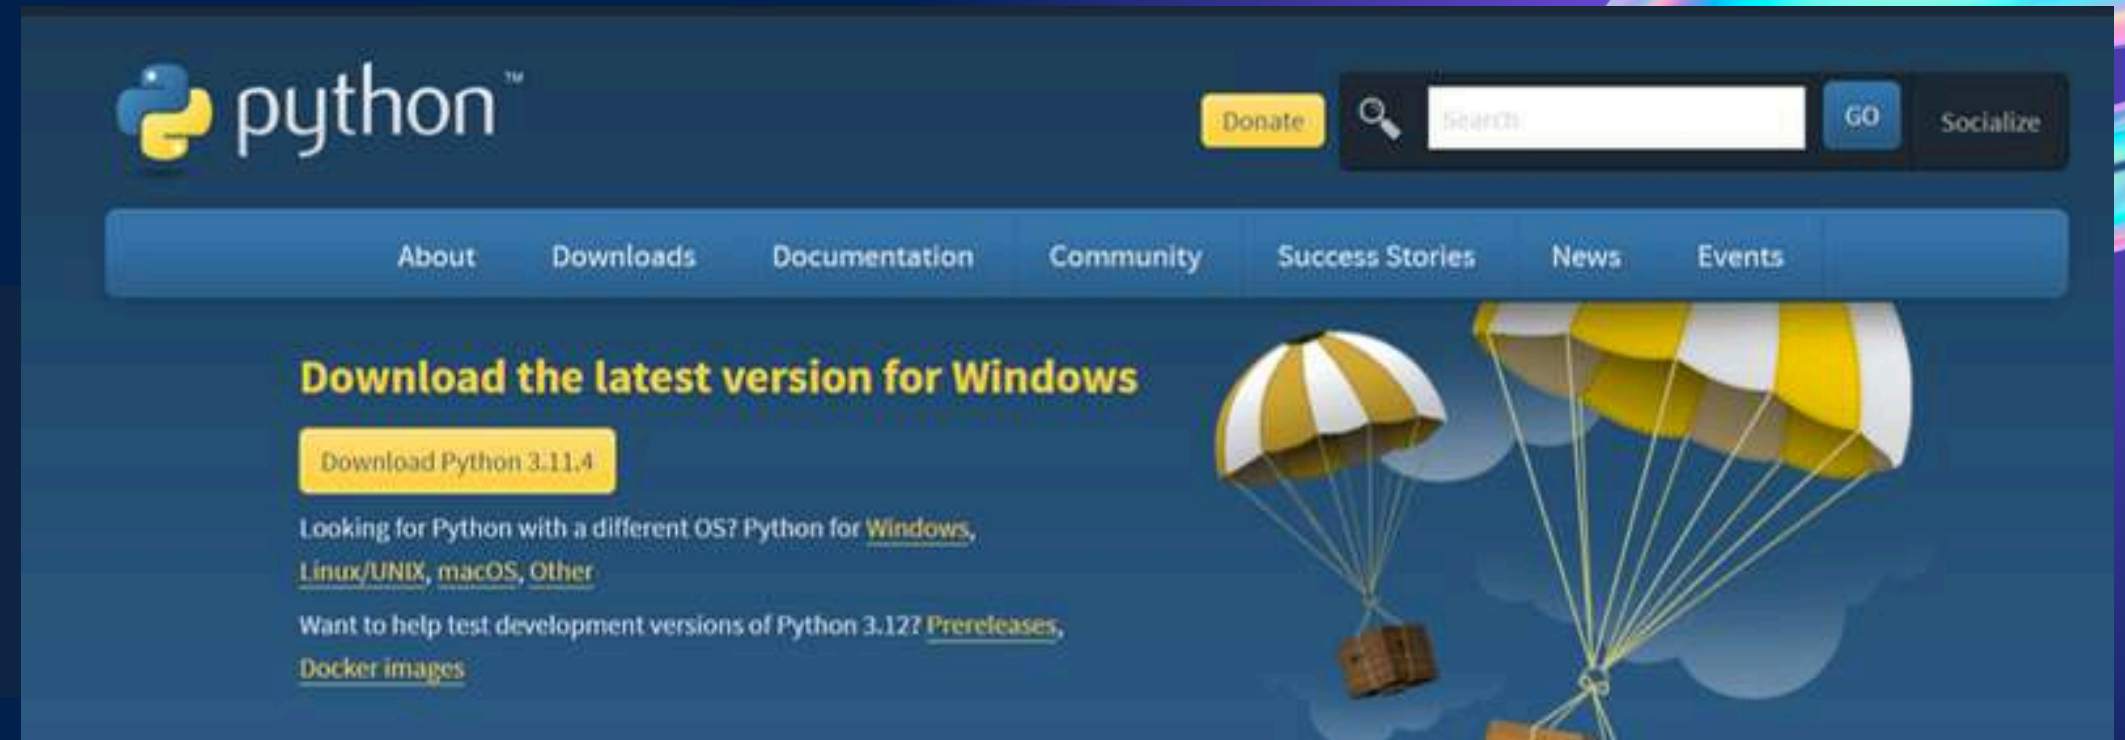 python™
Donate
Search
GO
Socialize
About Downloads Documentation Community Success Stories News Events
Download the latest version for Windows
Download Python 3.11.4
Looking for Python with a different OS? Python for Windows,
Linux/UNIX, macOS, Other
Want to help test development versions of Python 3.12? Prereleases,
Docker images